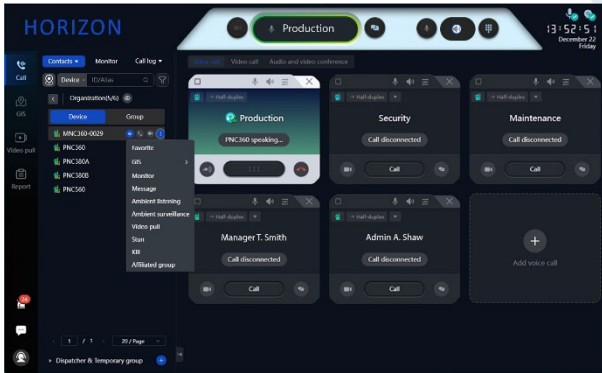 HORIZON
Production
13:52:51
December 22
Friday
Call
GIS
Video pull
Report
24
Contacts
Monitor
Call log
Device
ID/Alias
Organization(5/6)
Device
Group
MNC360-0029
PNC360
PNC380A
PNC380B
PNC560
Favorite
GIS
Monitor
Message
Ambient listening
Ambient surveillance
Video pull
Stun
Kill
Affiliated group
1 / 1
20 / Page
Dispatcher & Temporary group
Voice call
Video call
Audio and video conference
Half-duplex
Production
PNC360 speaking...
Half-duplex
Security
Call disconnected
Call
Half-duplex
Maintenance
Call disconnected
Call
Half-duplex
Manager T. Smith
Call disconnected
Call
Half-duplex
Admin A. Shaw
Call disconnected
Call
Add voice call